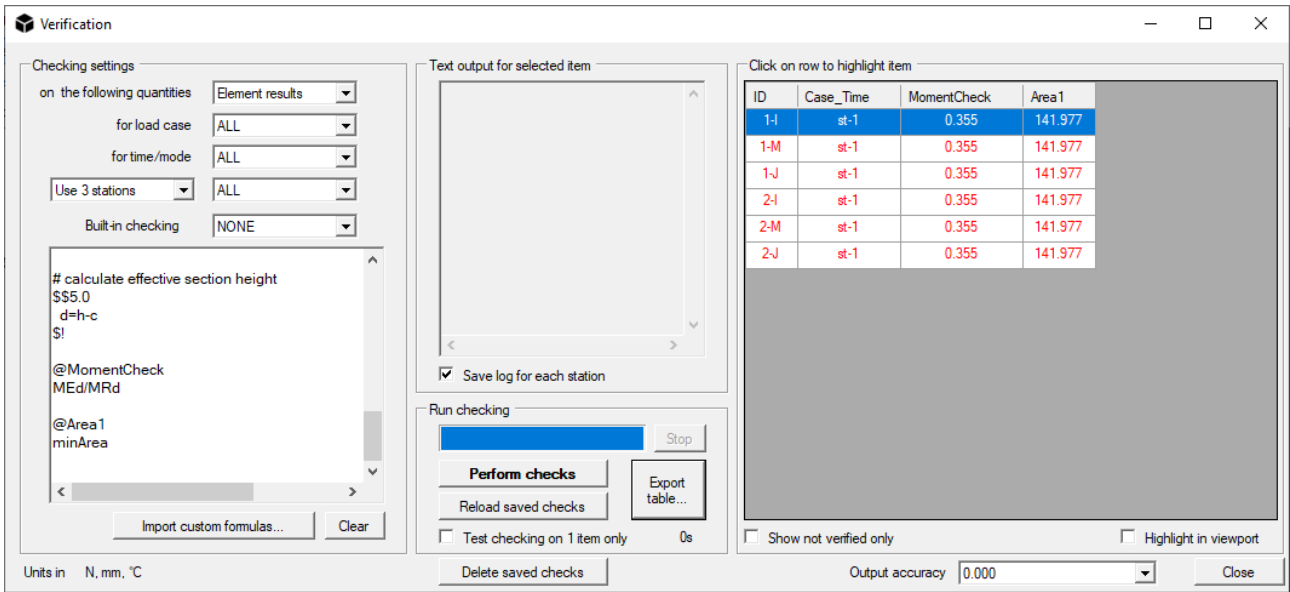 Verification
Checking settings
on the following quantities Element results
for load case ALL
for time/mode ALL
Use 3 stations ALL
Built-in checking NONE
# calculate effective section height
$$5.0
d=h-c
$!
@MomentCheck
MEd/MRd
@Area1
minArea
Import custom formulas... Clear
Units in N, mm, °C
Text output for selected item
Save log for each station
Run checking
Stop
Perform checks
Export table...
Reload saved checks
Test checking on 1 item only 0s
Delete saved checks
Click on row to highlight item
ID Case_Time MomentCheck Area1
1-I st-1 0.355 141.977
1-M st-1 0.355 141.977
1-J st-1 0.355 141.977
2-I st-1 0.355 141.977
2-M st-1 0.355 141.977
2-J st-1 0.355 141.977
Show not verified only Highlight in viewport
Output accuracy 0.000 Close